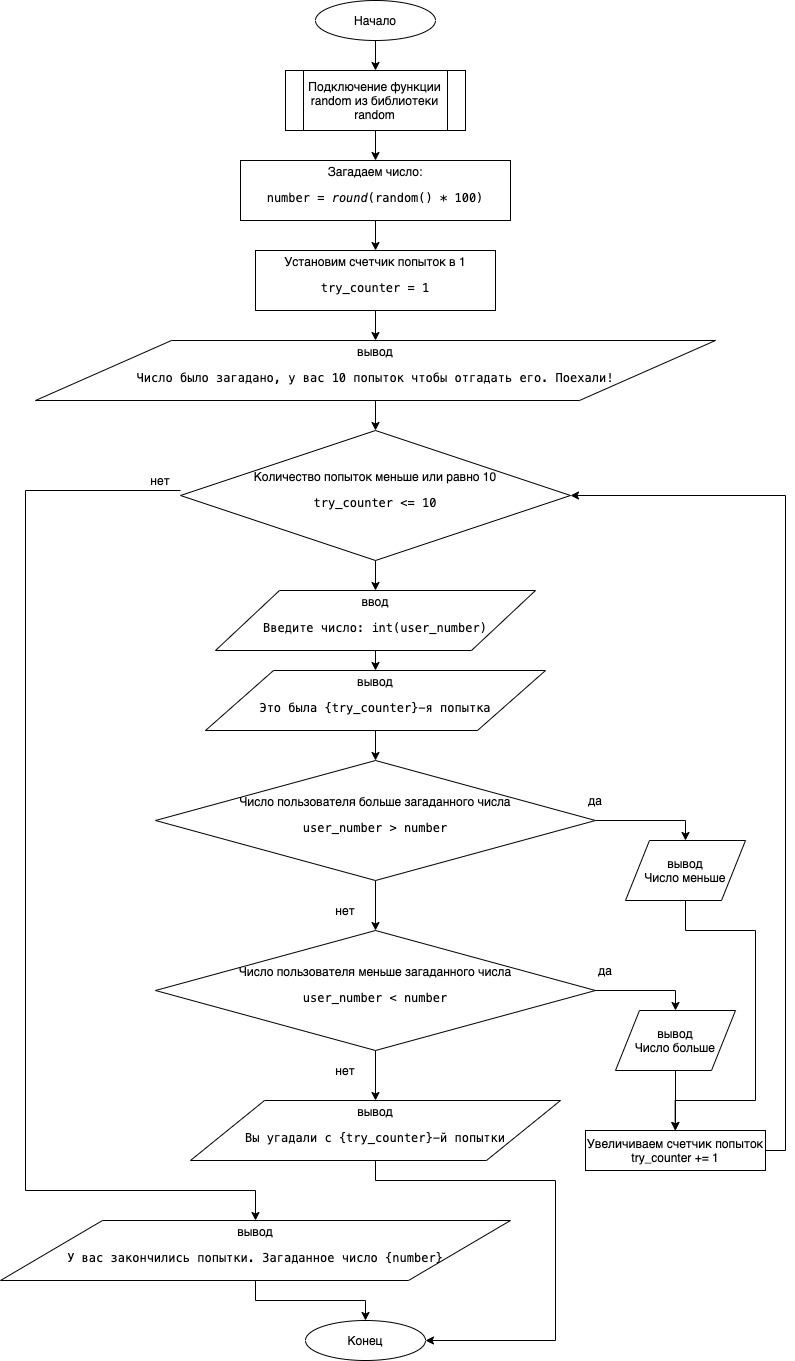 Начало
Подключение функции
random из библиотеки
random
Загадаем число:
number = round(random() * 100)
Установим счетчик попыток в 1
try_counter = 1
вывод
Число было загадано, у вас 10 попыток чтобы отгадать его. Поехали!
нет
Количество попыток меньше или равно 10
try_counter <= 10
ввод
Введите число: int(user_number)
вывод
Это была {try_counter}-я попытка
Число пользователя больше загаданного числа
user_number > number
да
вывод
Число меньше
нет
Число пользователя меньше загаданного числа
user_number < number
да
вывод
Число больше
нет
вывод
Вы угадали с {try_counter}-й попытки
Увеличиваем счетчик попыток
try_counter += 1
вывод
У вас закончились попытки. Загаданное число {number}
Конец